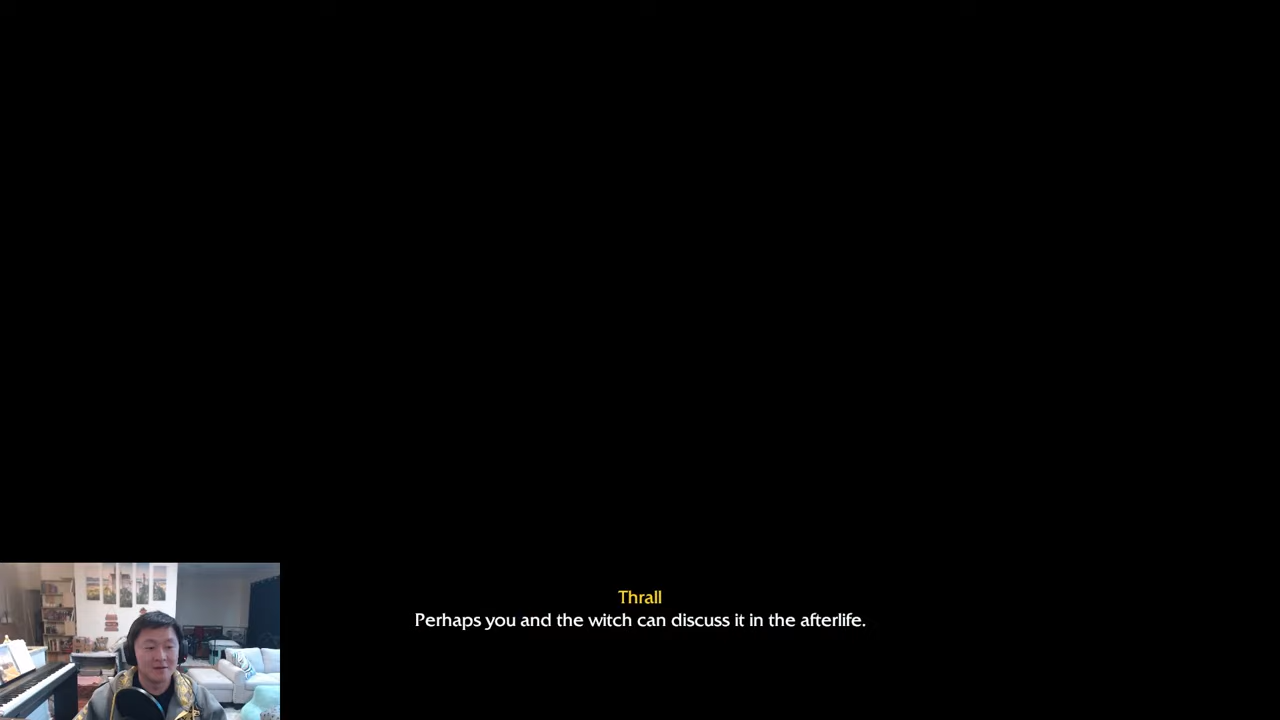 Thrall
Perhaps you and the witch can discuss it in the afterlife.